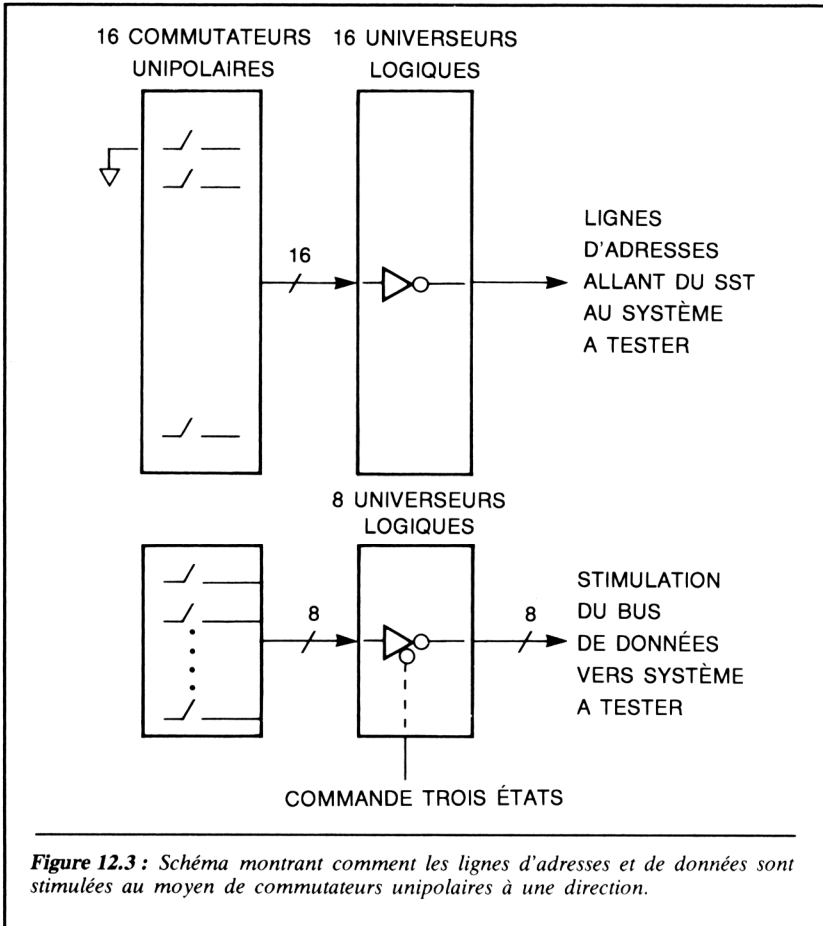 16 COMMUTATEURS
UNIPOLAIRES
16 UNIVERSEURS
LOGIQUES
16
LIGNES
D'ADRESSES
ALLANT DU SST
AU SYSTÈME
A TESTER
8 UNIVERSEURS
LOGIQUES
8
8
STIMULATION
DU BUS
DE DONNÉES
VERS SYSTÈME
A TESTER
COMMANDE TROIS ÉTATS
Figure 12.3 : Schéma montrant comment les lignes d'adresses et de données sont
stimulées au moyen de commutateurs unipolaires à une direction.